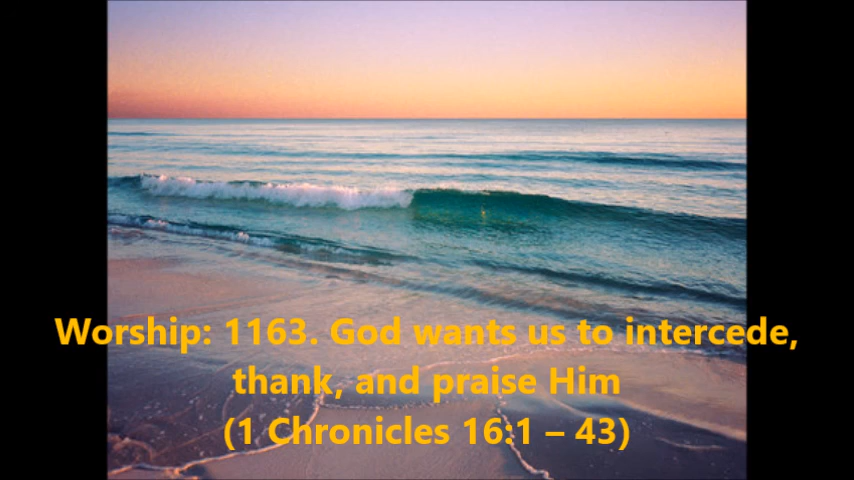 Worship: 1163. God wants us to intercede,
thank, and praise Him
(1 Chronicles 16:1 – 43)